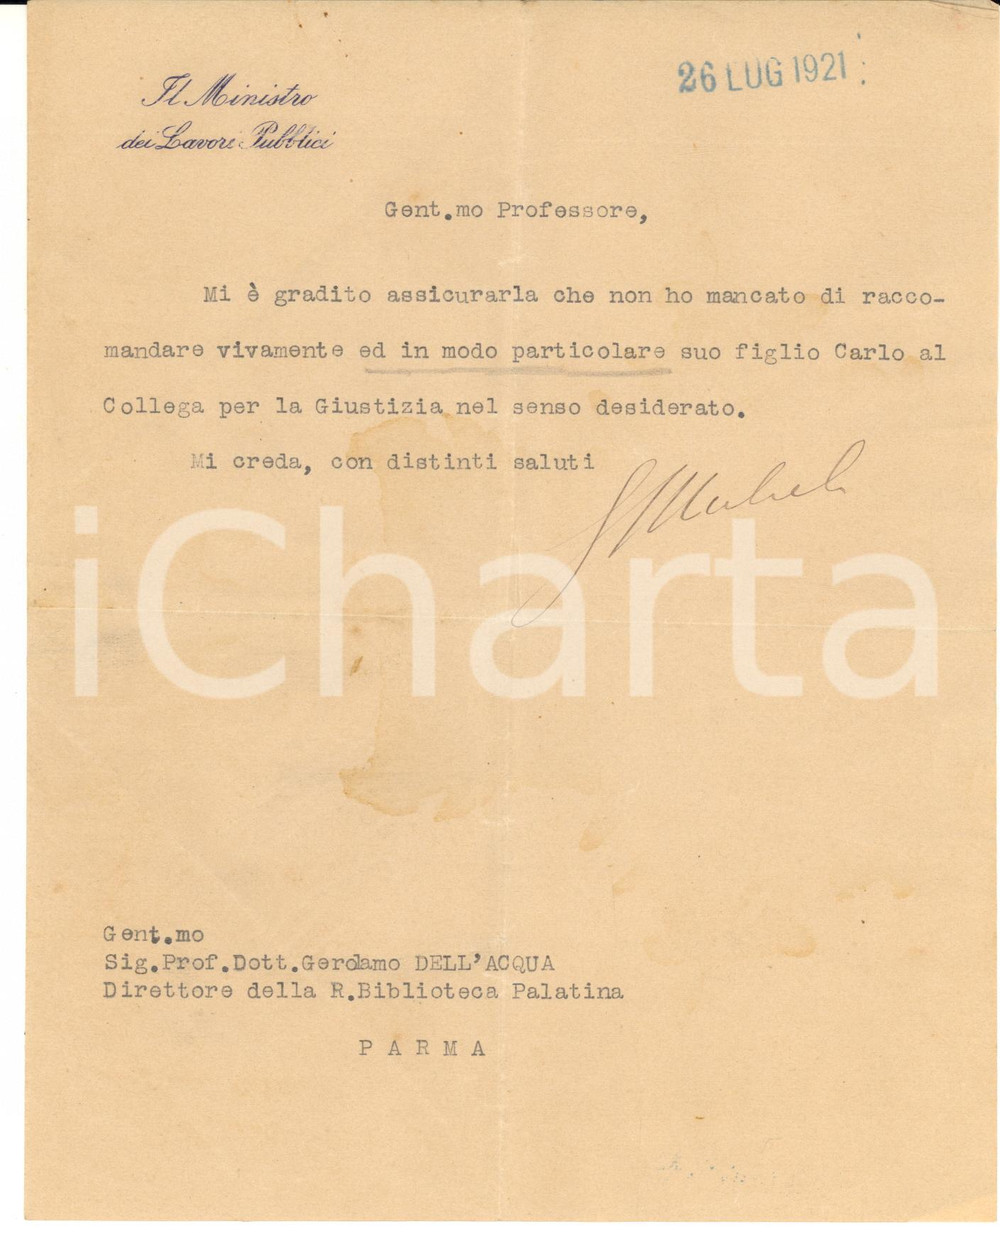 Il Ministro
dei Lavori Pubblici
26 LUG 1921
Gent.mo Professore,
Mi è gradito assicurarla che non ho mancato di racco-
mandare vivamente ed in modo particolare suo figlio Carlo al
Collega per la Giustizia nel senso desiderato.
Mi creda, con distinti saluti
iCharta
Gent.mo
Sig.Prof.Dott.Gerolamo DELL'ACQUA
Direttore della R.Biblioteca Palatina
P A R M A